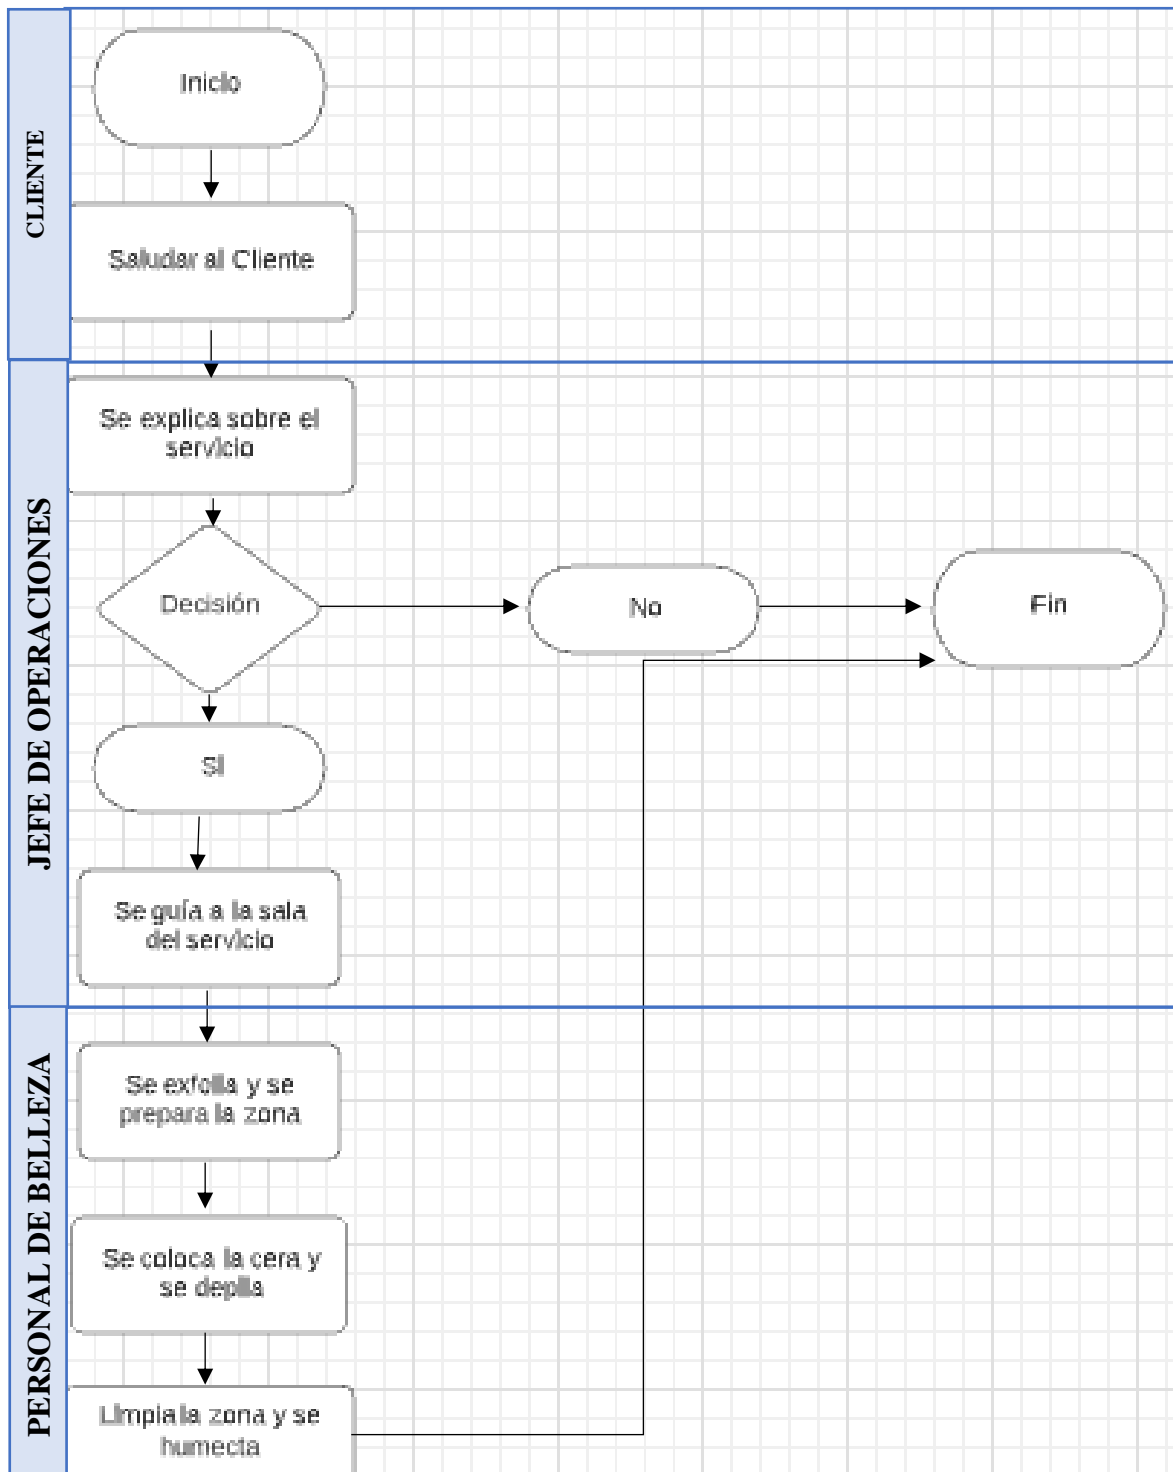 CLIENTE
Inicio
Saludar al Cliente
JEFE DE OPERACIONES
Se explica sobre el
servicio
Decisión
No
Fin
Si
Se guía a la sala
del servicio
PERSONAL DE BELLEZA
Se exfolia y se
prepara la zona
Se coloca la cera y
se depila
Limpia la zona y se
humecta